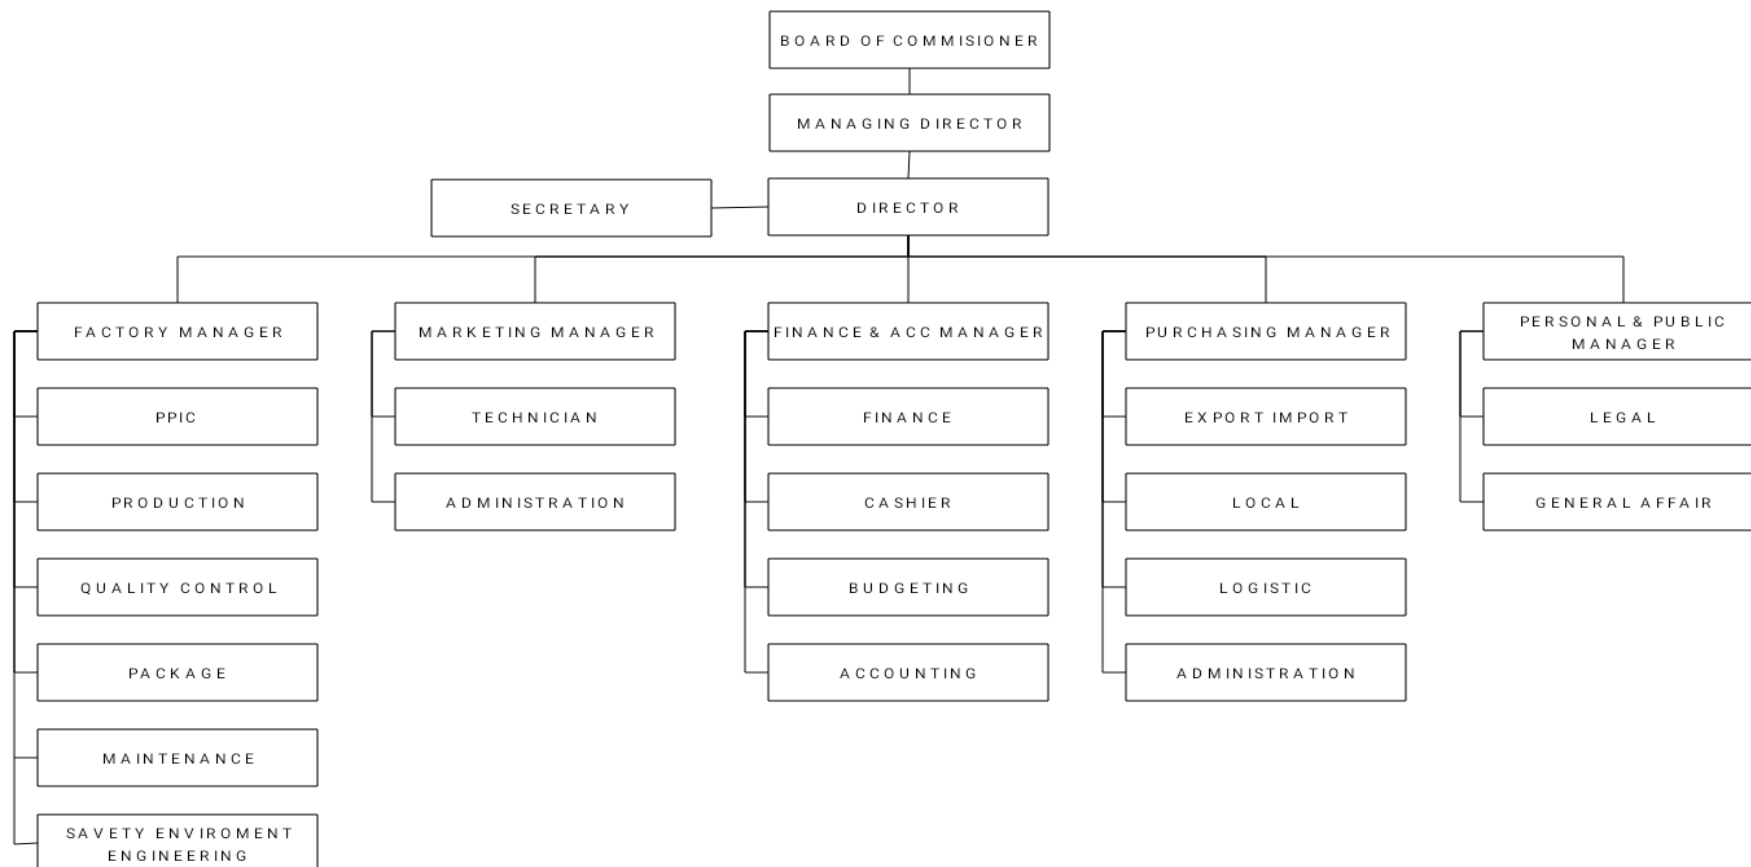 BOARD OF COMMISIONER
MANAGING DIRECTOR
SECRETARY
DIRECTOR
FACTORY MANAGER
MARKETING MANAGER
FINANCE & ACC MANAGER
PURCHASING MANAGER
PERSONAL & PUBLIC
MANAGER
PPIC
TECHNICIAN
FINANCE
EXPORT IMPORT
LEGAL
PRODUCTION
ADMINISTRATION
CASHIER
LOCAL
GENERAL AFFAIR
QUALITY CONTROL
BUDGETING
LOGISTIC
PACKAGE
ACCOUNTING
ADMINISTRATION
MAINTENANCE
SAVETY ENVIROMENT
ENGINEERING